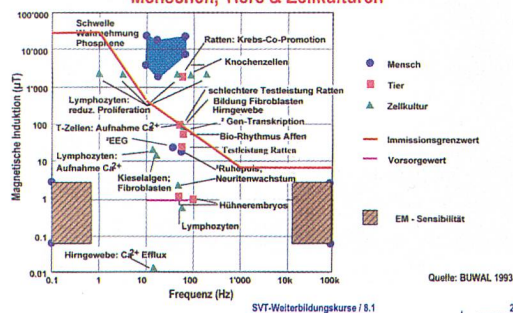 Menschen, Tiere & Zellkulturen
Magnetische Induktion (µT)
100'000
10'000
1'000
100
10
1
0.1
0.01
Schwelle
Wahrnehmung
Phosphene
Ratten: Krebs-Co-Promotion
Knochenzellen
Lymphozyten:
reduz. Proliferation
schlechtere Testleistung Ratten
Bildung Fibroblasten
Hirngewebe
Gen-Transkription
T-Zellen: Aufnahme Ca2+
Bio-Rhythmus Affen
EEG
Testleistung Ratten
Lymphozyten:
Aufnahme Ca2+
Ruhepuls;
Neuritenwachstum
Kieselalgen;
Fibroblasten
Hühnerembryos
Lymphozyten
Hirngewebe: Ca2+ Efflux
0.1
1
10
100
1'000
10k
100k
Frequenz (Hz)
Mensch
Tier
Zellkultur
Immissionsgrenzwert
Vorsorgewert
EM - Sensibilität
Quelle: BUWAL 1993
SVT-Weiterbildungskurse / 8.1
2